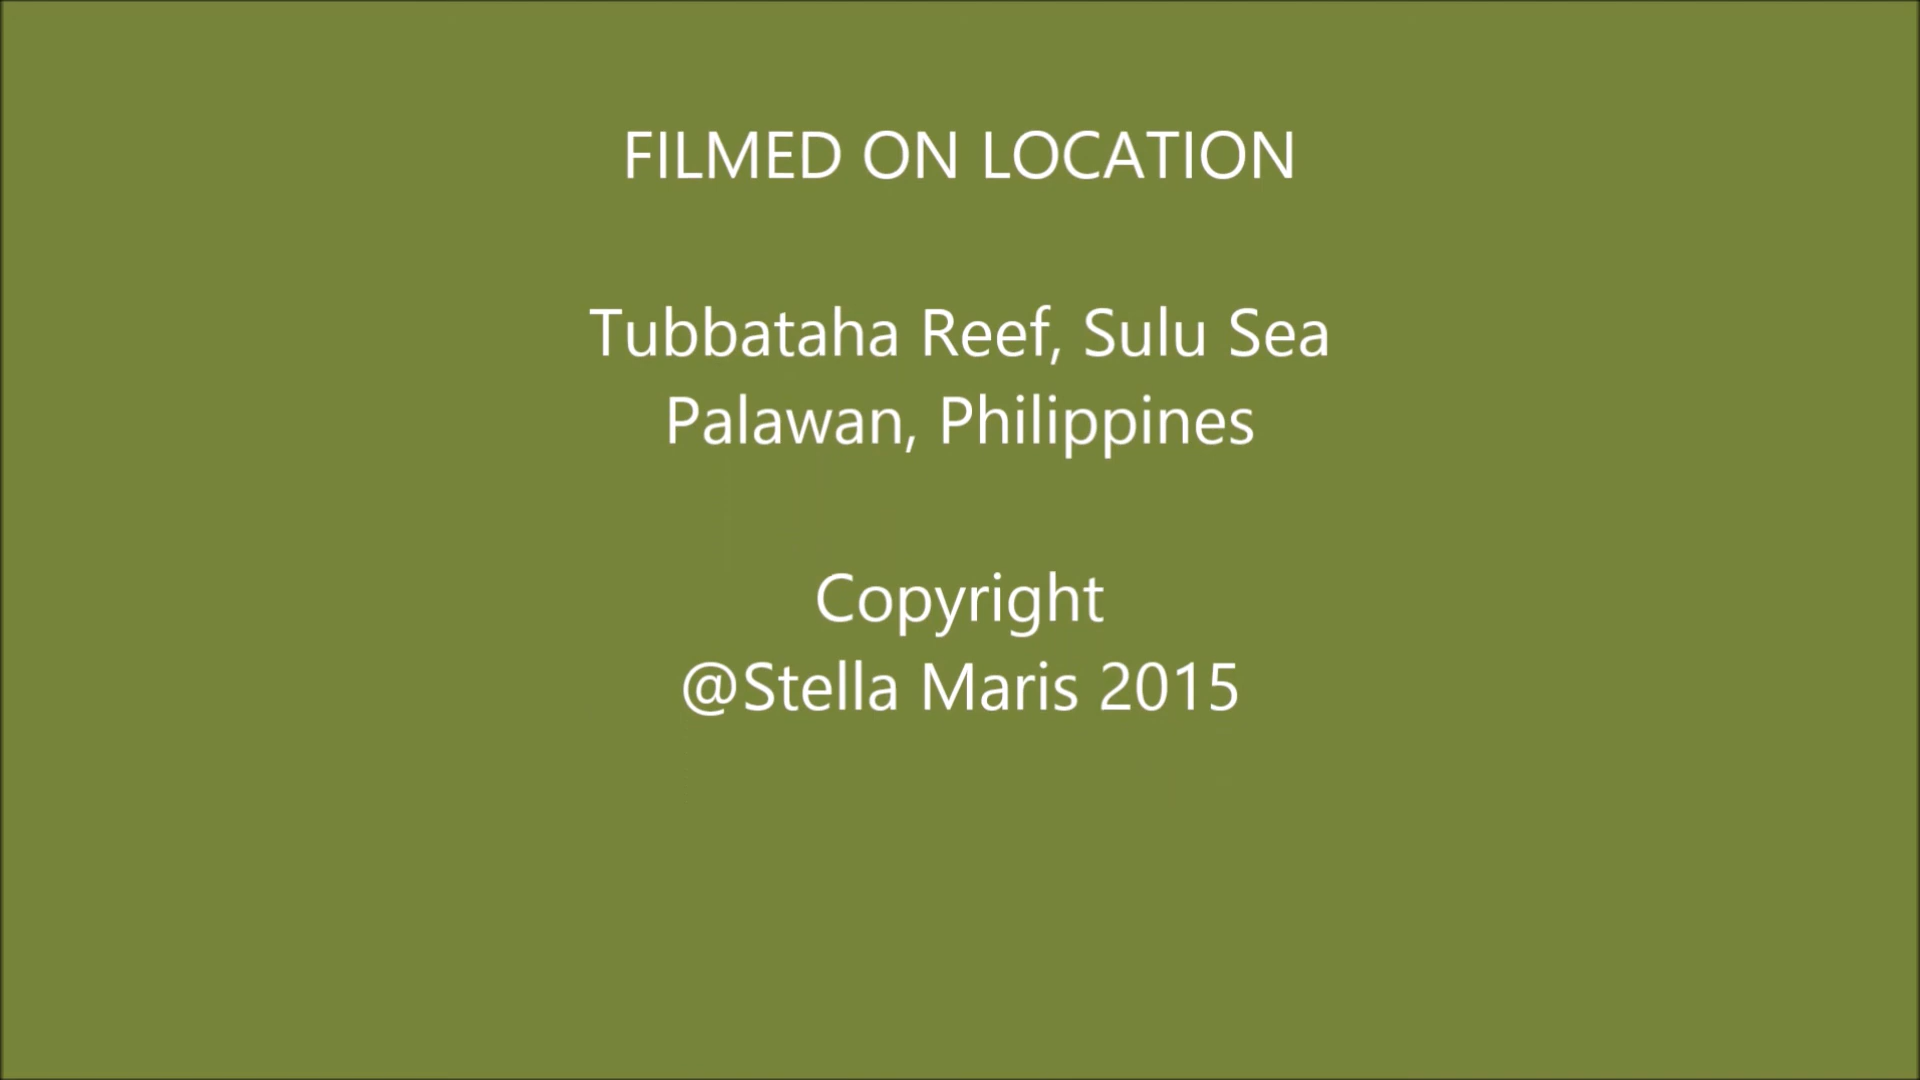 FILMED ON LOCATION
Tubbataha Reef, Sulu Sea
Palawan, Philippines
Copyright
@Stella Maris 2015